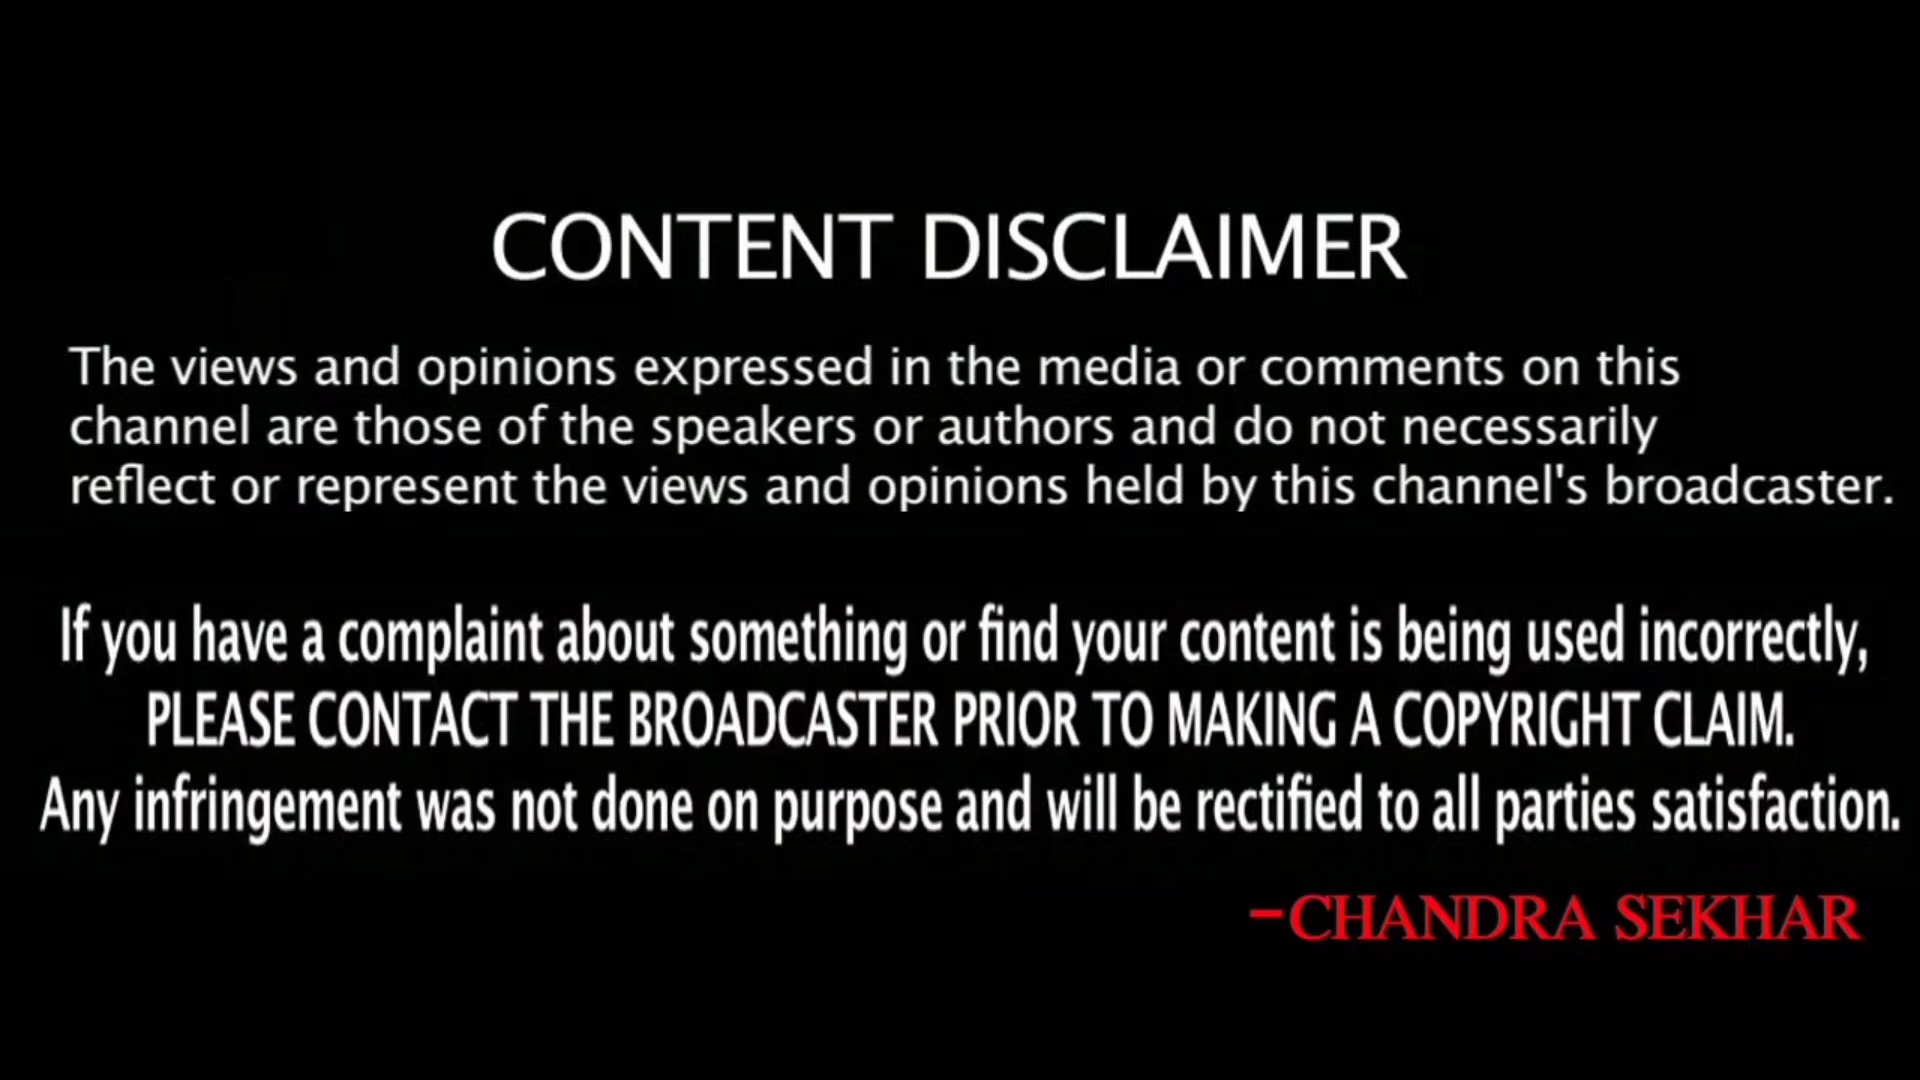 CONTENT DISCLAIMER
The views and opinions expressed in the media or comments on this
channel are those of the speakers or authors and do not necessarily
reflect or represent the views and opinions held by this channel's broadcaster.
If you have a complaint about something or find your content is being used incorrectly,
PLEASE CONTACT THE BROADCASTER PRIOR TO MAKING A COPYRIGHT CLAIM.
Any infringement was not done on purpose and will be rectified to all parties satisfaction.
-CHANDRA SEKHAR